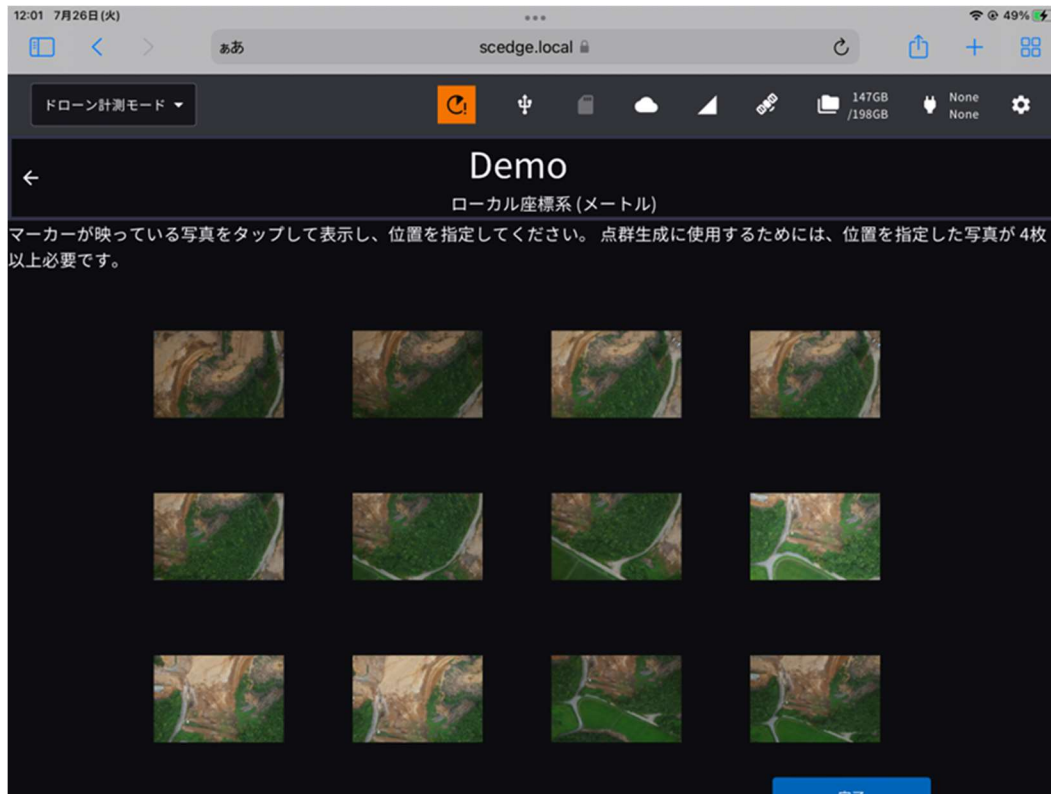 12:01 7月26日(火)
49%
ぁあ
scedge.local
ドローン計測モード
147GB
/198GB
None
None
Demo
ローカル座標系 (メートル)
マーカーが映っている写真をタップして表示し、位置を指定してください。 点群生成に使用するためには、位置を指定した写真が 4枚
以上必要です。